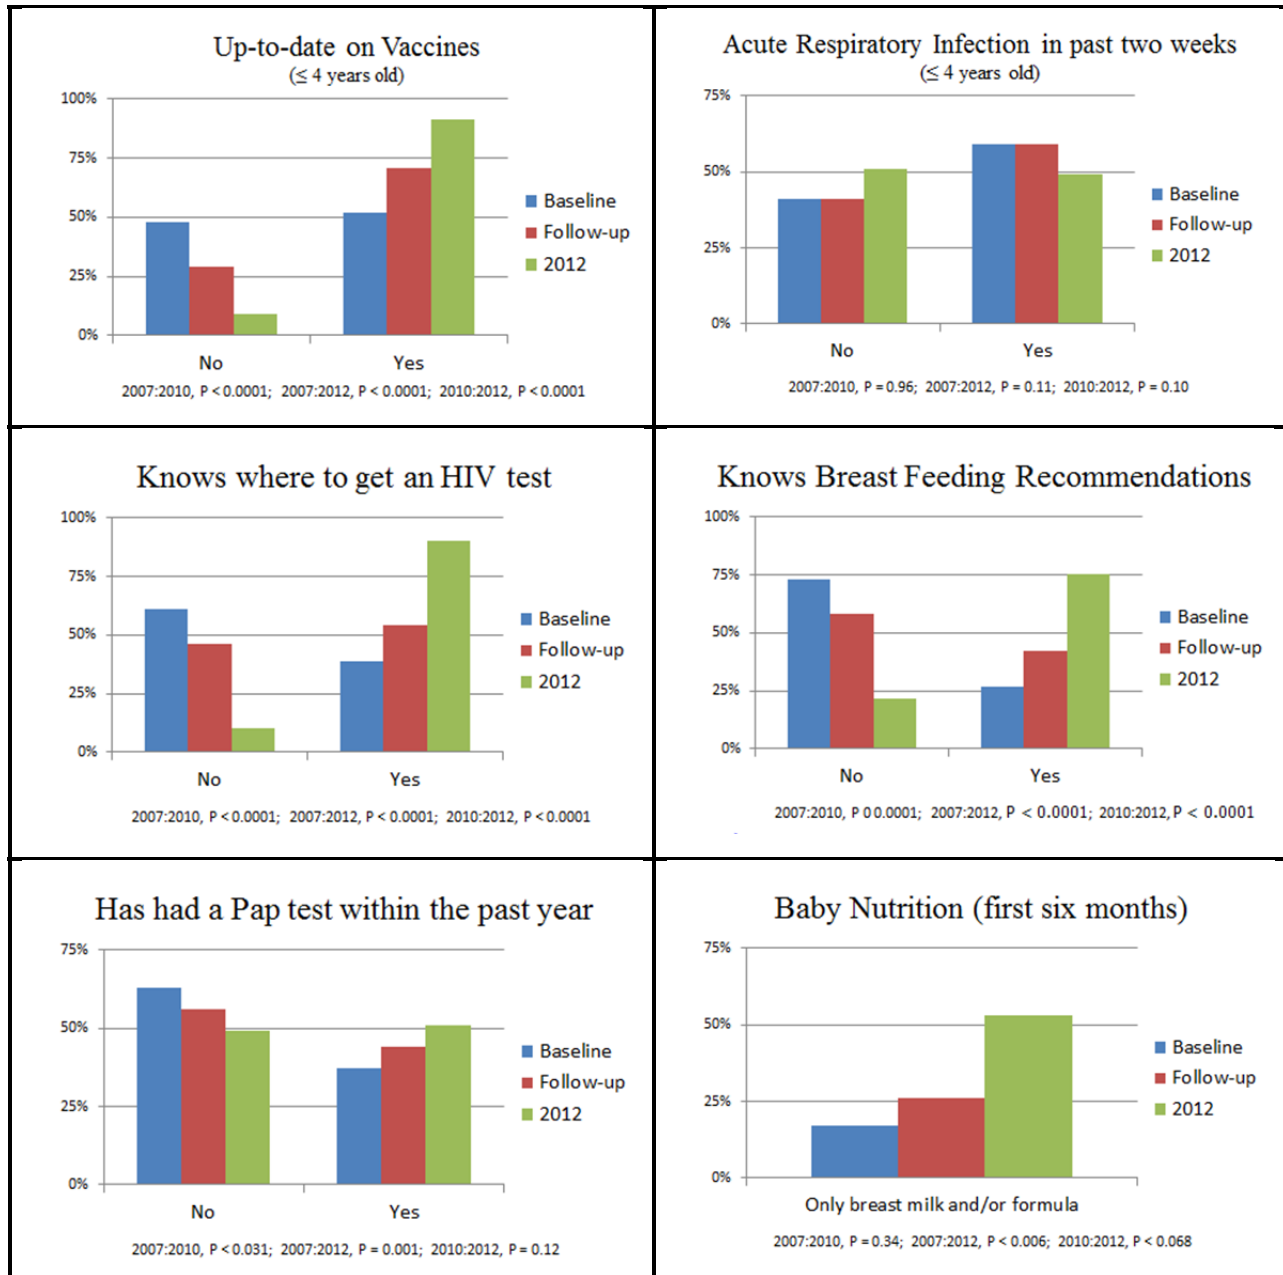 Up-to-date on Vaccines
(≤ 4 years old)
100%
75%
50%
25%
0%
No Yes
Baseline
Follow-up
2012
2007:2010, P < 0.0001; 2007:2012, P < 0.0001; 2010:2012, P < 0.0001
Acute Respiratory Infection in past two weeks
(≤ 4 years old)
75%
50%
25%
0%
No Yes
Baseline
Follow-up
2012
2007:2010, P = 0.96; 2007:2012, P = 0.11; 2010:2012, P = 0.10
Knows where to get an HIV test
100%
75%
50%
25%
0%
No Yes
Baseline
Follow-up
2012
2007:2010, P < 0.0001; 2007:2012, P < 0.0001; 2010:2012, P < 0.0001
Knows Breast Feeding Recommendations
100%
75%
50%
25%
0%
No Yes
Baseline
Follow-up
2012
2007:2010, P 0 0.0001; 2007:2012, P < 0.0001; 2010:2012, P < 0.0001
Has had a Pap test within the past year
75%
50%
25%
0%
No Yes
Baseline
Follow-up
2012
2007:2010, P < 0.031; 2007:2012, P = 0.001; 2010:2012, P = 0.12
Baby Nutrition (first six months)
75%
50%
25%
0%
Only breast milk and/or formula
Baseline
Follow-up
2012
2007:2010, P = 0.34; 2007:2012, P < 0.006; 2010:2012, P < 0.068